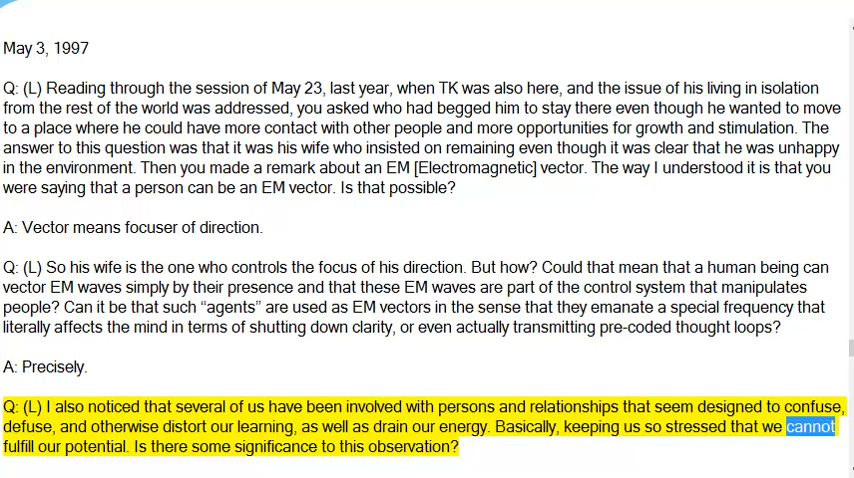 May 3, 1997
Q: (L) Reading through the session of May 23, last year, when TK was also here, and the issue of his living in isolation
from the rest of the world was addressed, you asked who had begged him to stay there even though he wanted to move
to a place where he could have more contact with other people and more opportunities for growth and stimulation. The
answer to this question was that it was his wife who insisted on remaining even though it was clear that he was unhappy
in the environment. Then you made a remark about an EM [Electromagnetic] vector. The way I understood it is that you
were saying that a person can be an EM vector. Is that possible?
A: Vector means focuser of direction.
Q: (L) So his wife is the one who controls the focus of his direction. But how? Could that mean that a human being can
vector EM waves simply by their presence and that these EM waves are part of the control system that manipulates
people? Can it be that such “agents” are used as EM vectors in the sense that they emanate a special frequency that
literally affects the mind in terms of shutting down clarity, or even actually transmitting pre-coded thought loops?
A: Precisely.
Q: (L) I also noticed that several of us have been involved with persons and relationships that seem designed to confuse,
defuse, and otherwise distort our learning, as well as drain our energy. Basically, keeping us so stressed that we cannot
fulfill our potential. Is there some significance to this observation?